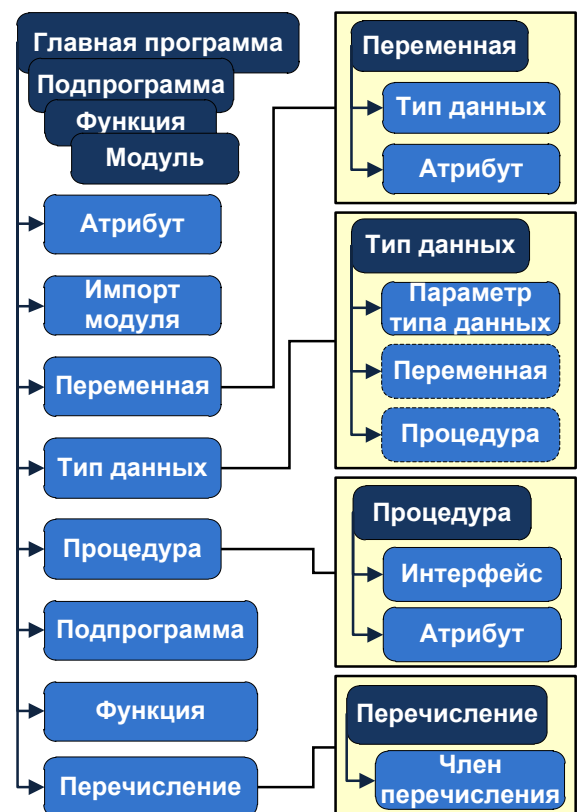 Главная программа
Подпрограмма
Функция
Модуль
Атрибут
Импорт
модуля
Переменная
Тип данных
Процедура
Подпрограмма
Функция
Перечисление
Переменная
Тип данных
Атрибут
Тип данных
Параметр
типа данных
Переменная
Процедура
Процедура
Интерфейс
Атрибут
Перечисление
Член
перечисления